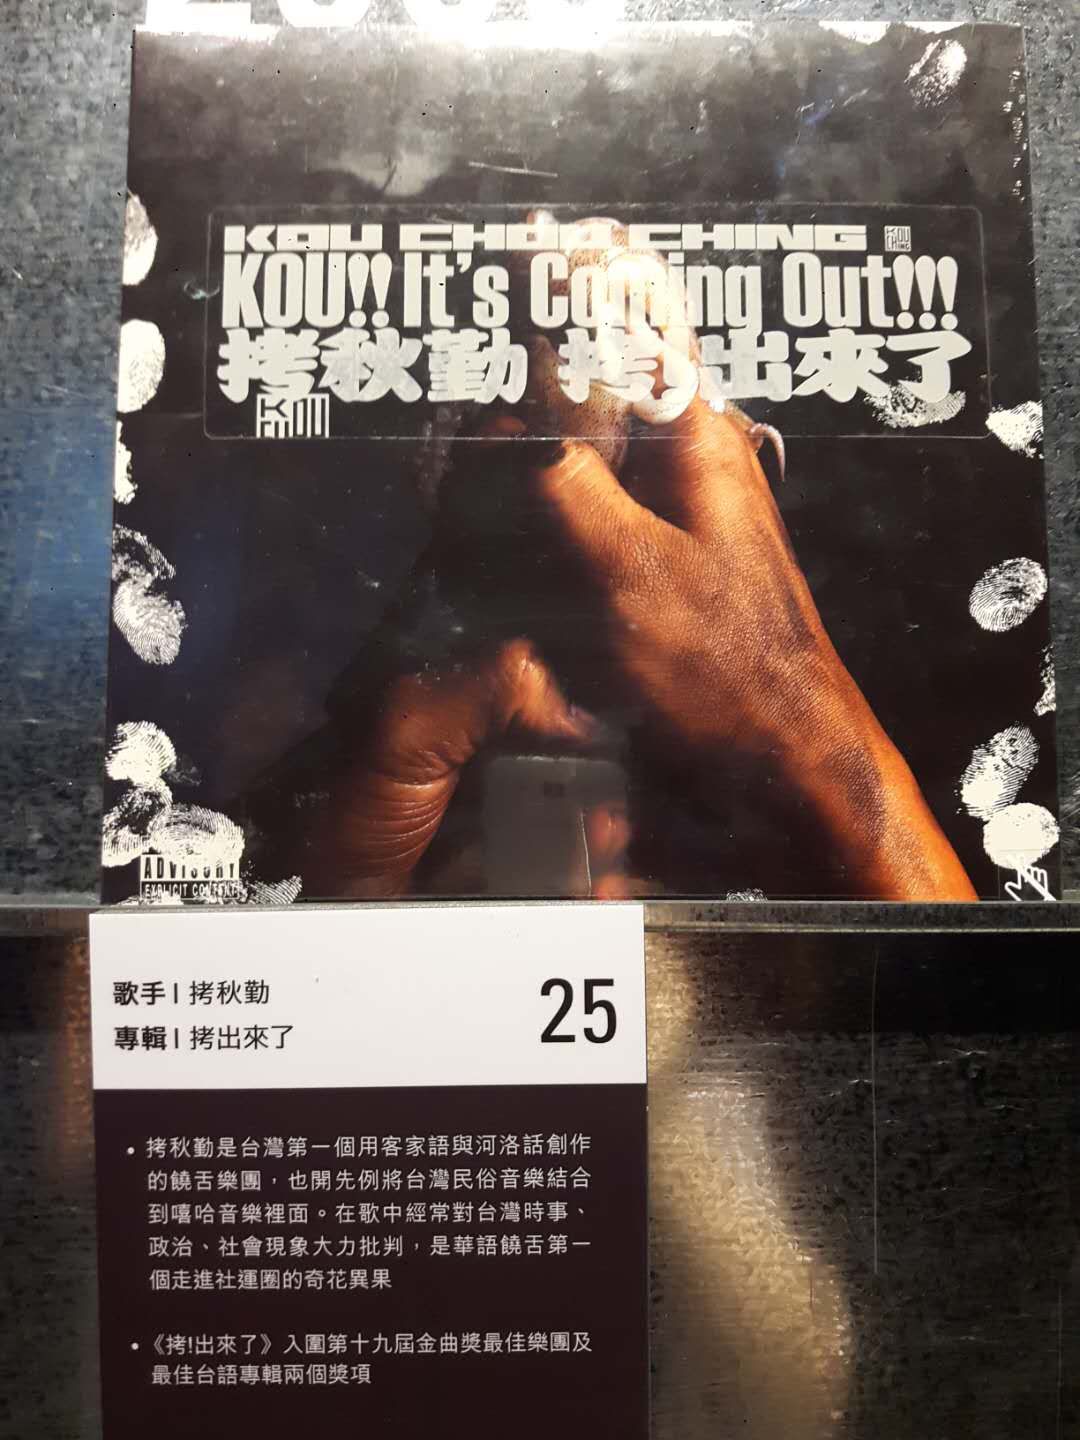 KOU CHOU CHING
KOU CHING
KOU!! It's Coming Out!!!
拷秋勤 拷!出來了
ADVISORY
EXPLICIT CONTENT
歌手 | 拷秋勤
25
專輯 | 拷出來了
• 拷秋勤是台灣第一個用客家語與河洛話創作
的饒舌樂團，也開先例將台灣民俗音樂結合
到嘻哈音樂裡面。在歌中經常對台灣時事、
政治、社會現象大力批判，是華語饒舌第一
個走進社運圈的奇花異果
• 《拷!出來了》入圍第十九屆金曲獎最佳樂團及
最佳台語專輯兩個獎項